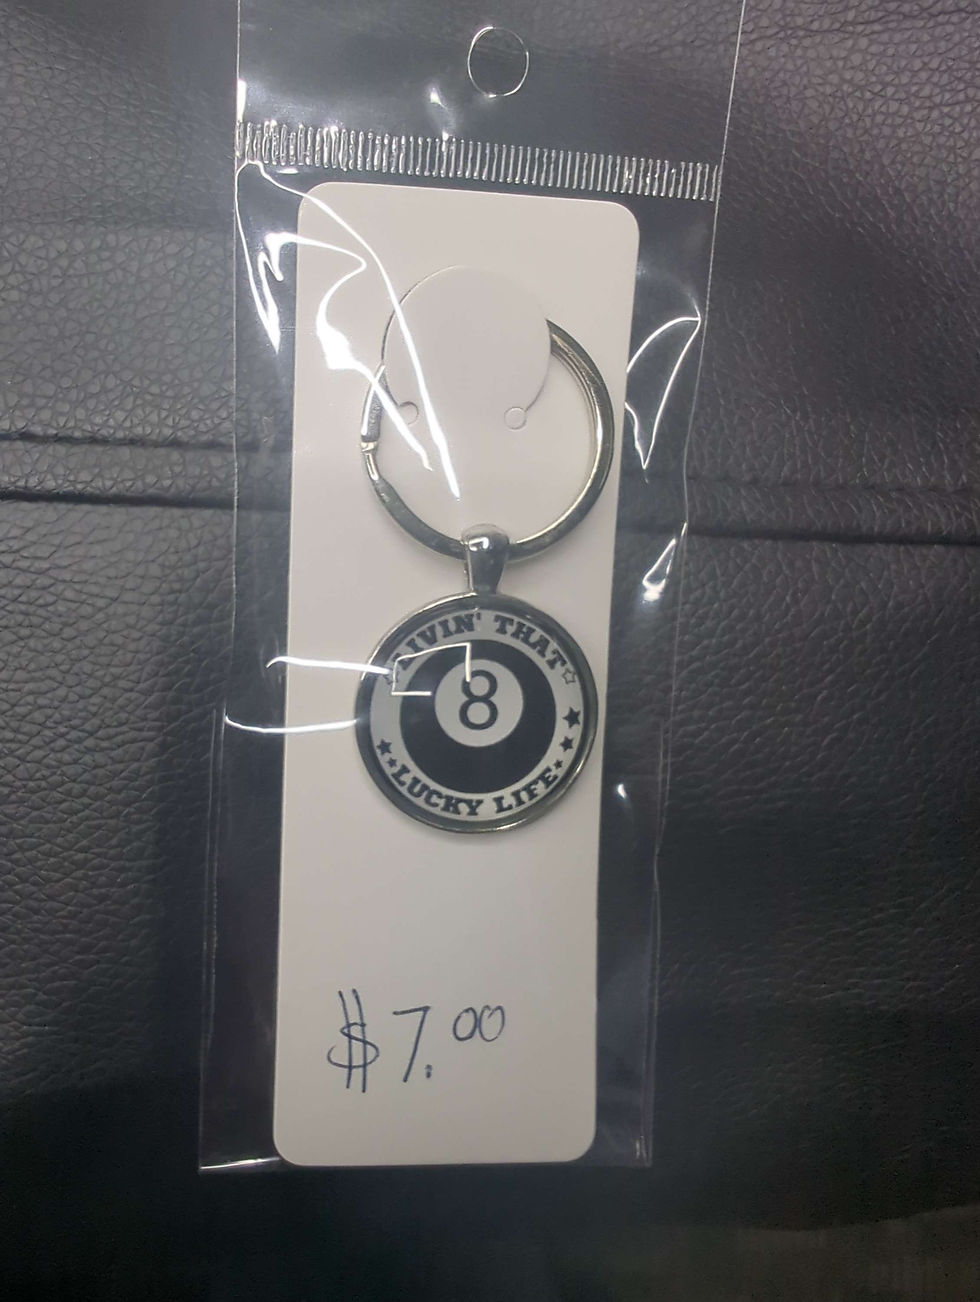 LIVIN' THAT
8
LUCKY LIFE
$7.00